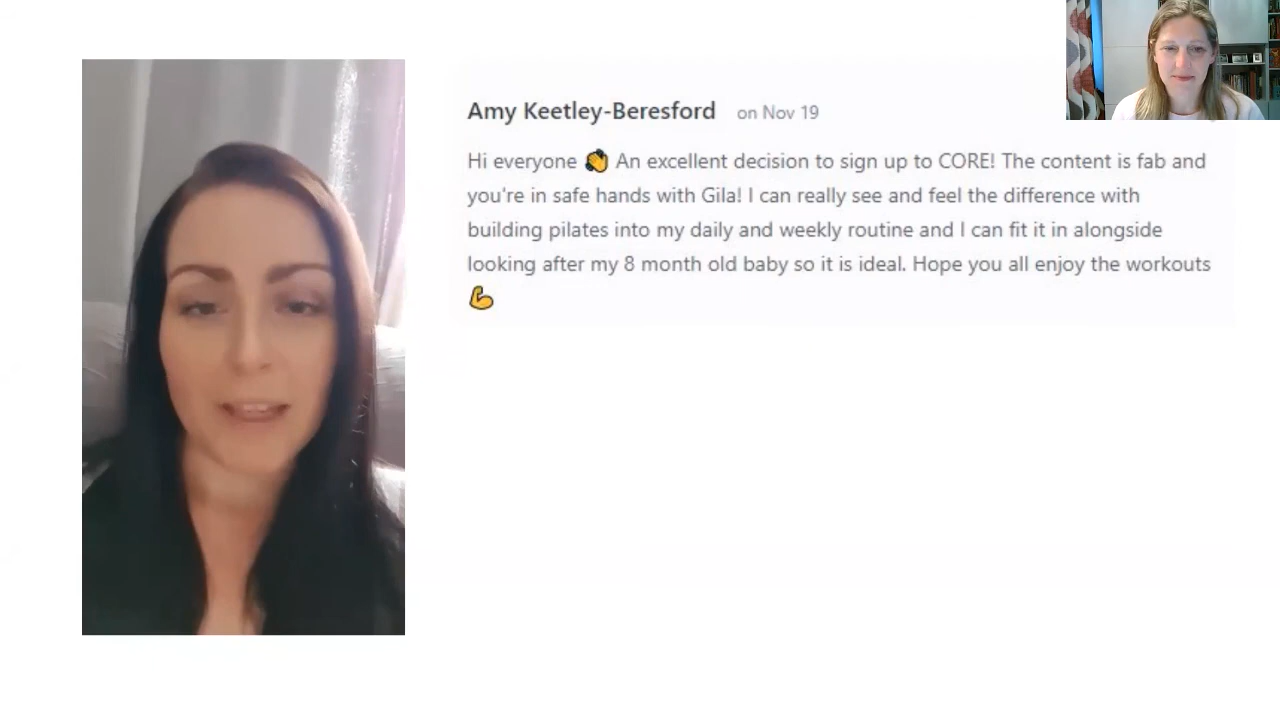 Amy Keetley-Beresford on Nov 19
Hi everyone 👋 An excellent decision to sign up to CORE! The content is fab and
you're in safe hands with Gila! I can really see and feel the difference with
building pilates into my daily and weekly routine and I can fit it in alongside
looking after my 8 month old baby so it is ideal. Hope you all enjoy the workouts
💪